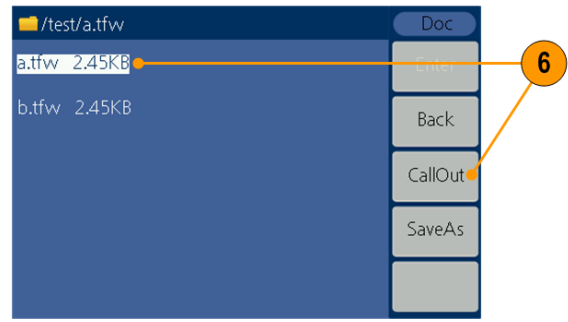 /test/a.tfw
Doc
a.tfw 2.45KB
Enter
6
b.tfw 2.45KB
Back
CallOut
SaveAs